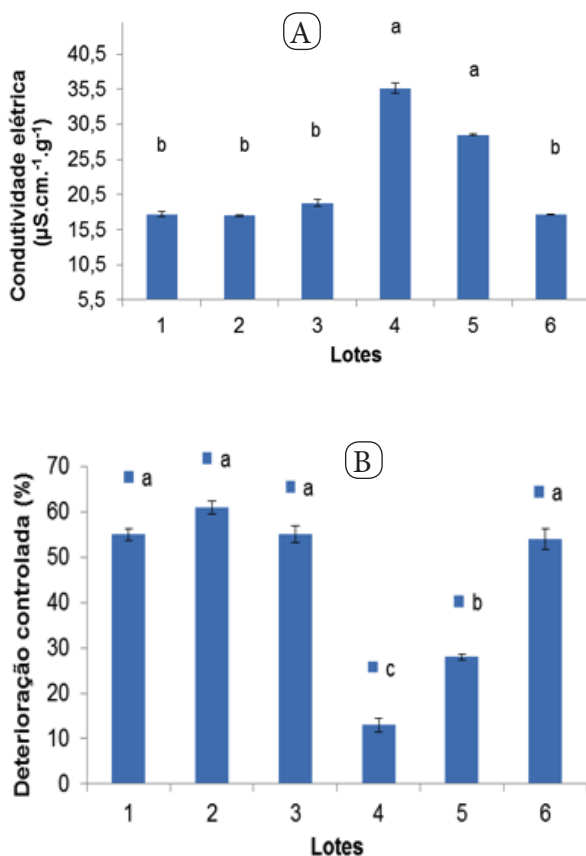 A
Condutividade elétrica
(µS.cm.⁻¹.g⁻¹)
40,5
35,5
30,5
25,5
20,5
15,5
10,5
5,5
b b b a a b
1 2 3 4 5 6
Lotes
B
Deterioração controlada (%)
70
60
50
40
30
20
10
0
a a a c b a
1 2 3 4 5 6
Lotes